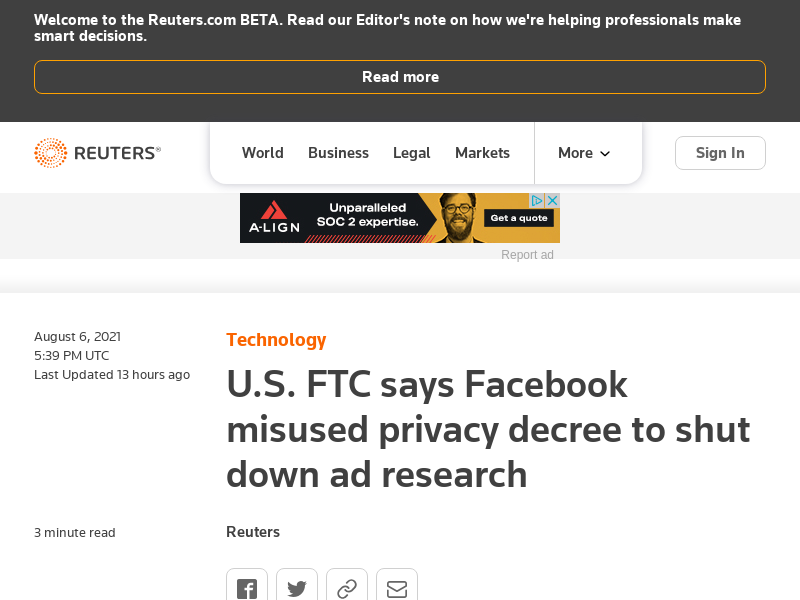 Welcome to the Reuters.com BETA. Read our Editor's note on how we're helping professionals make
smart decisions.
Read more
REUTERS®
World
Business
Legal
Markets
More
Sign In
A-LIGN
Unparalleled
SOC 2 expertise.
Get a quote
Report ad
August 6, 2021
5:39 PM UTC
Last Updated 13 hours ago
Technology
U.S. FTC says Facebook
misused privacy decree to shut
down ad research
3 minute read
Reuters